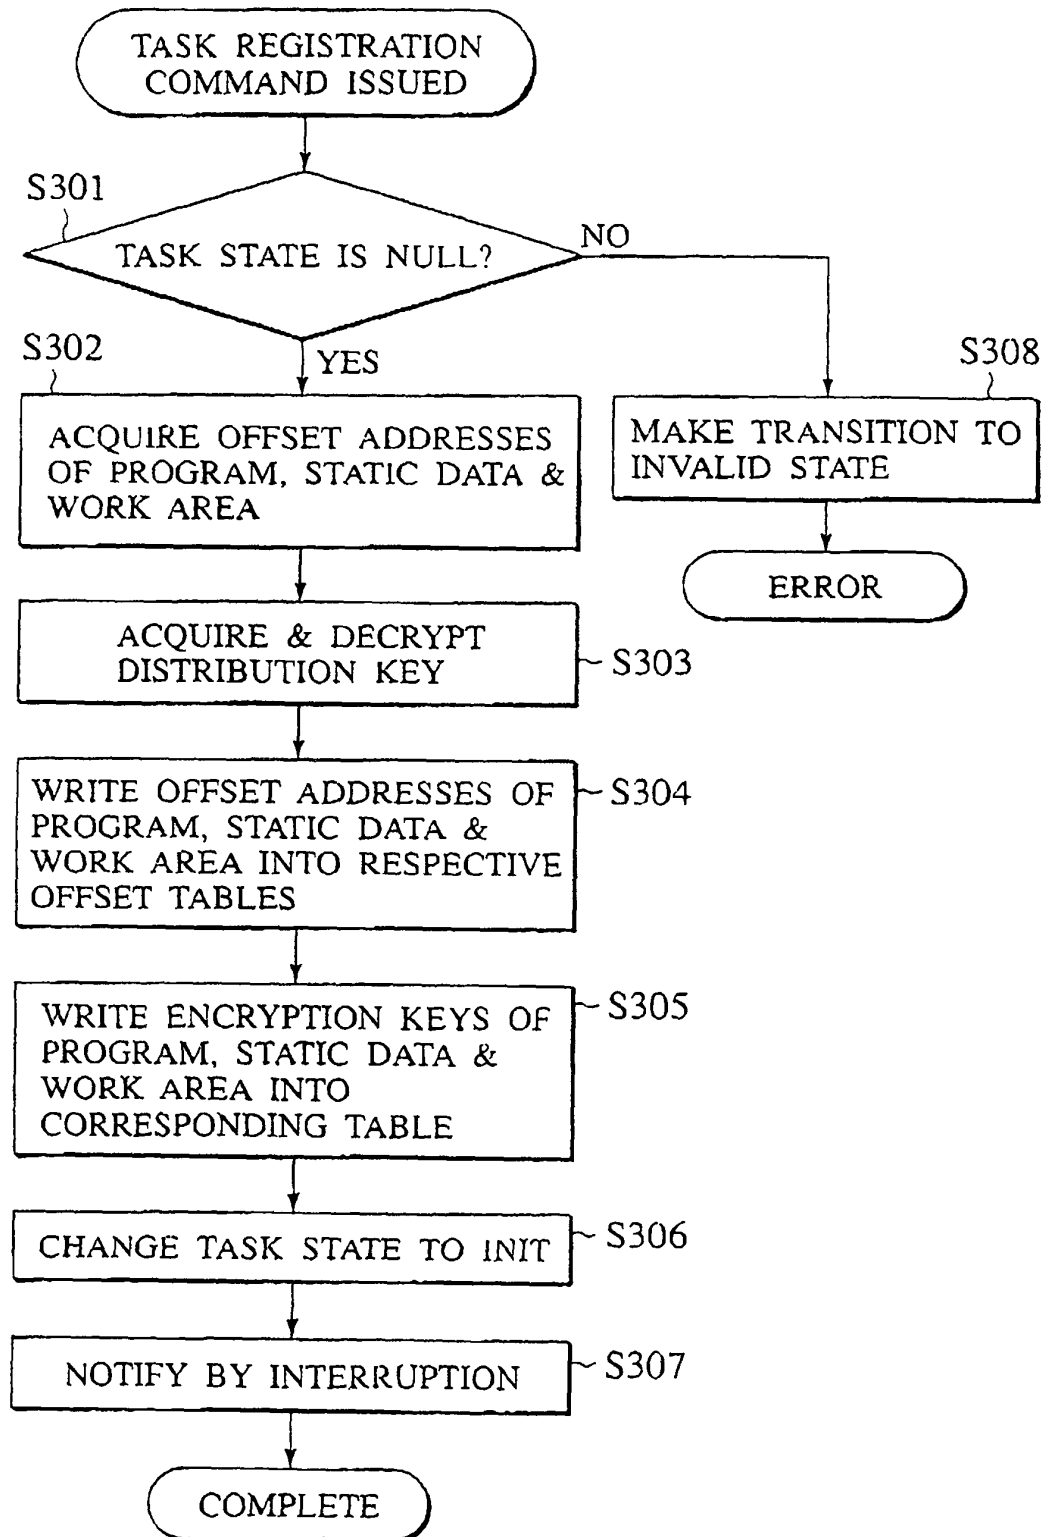 TASK REGISTRATION
COMMAND ISSUED
S301
TASK STATE IS NULL?
NO
YES
S302
ACQUIRE OFFSET ADDRESSES
OF PROGRAM, STATIC DATA &
WORK AREA
S308
MAKE TRANSITION TO
INVALID STATE
ERROR
ACQUIRE & DECRYPT
DISTRIBUTION KEY
S303
WRITE OFFSET ADDRESSES OF
PROGRAM, STATIC DATA &
WORK AREA INTO RESPECTIVE
OFFSET TABLES
S304
WRITE ENCRYPTION KEYS OF
PROGRAM, STATIC DATA &
WORK AREA INTO
CORRESPONDING TABLE
S305
CHANGE TASK STATE TO INIT
S306
NOTIFY BY INTERRUPTION
S307
COMPLETE